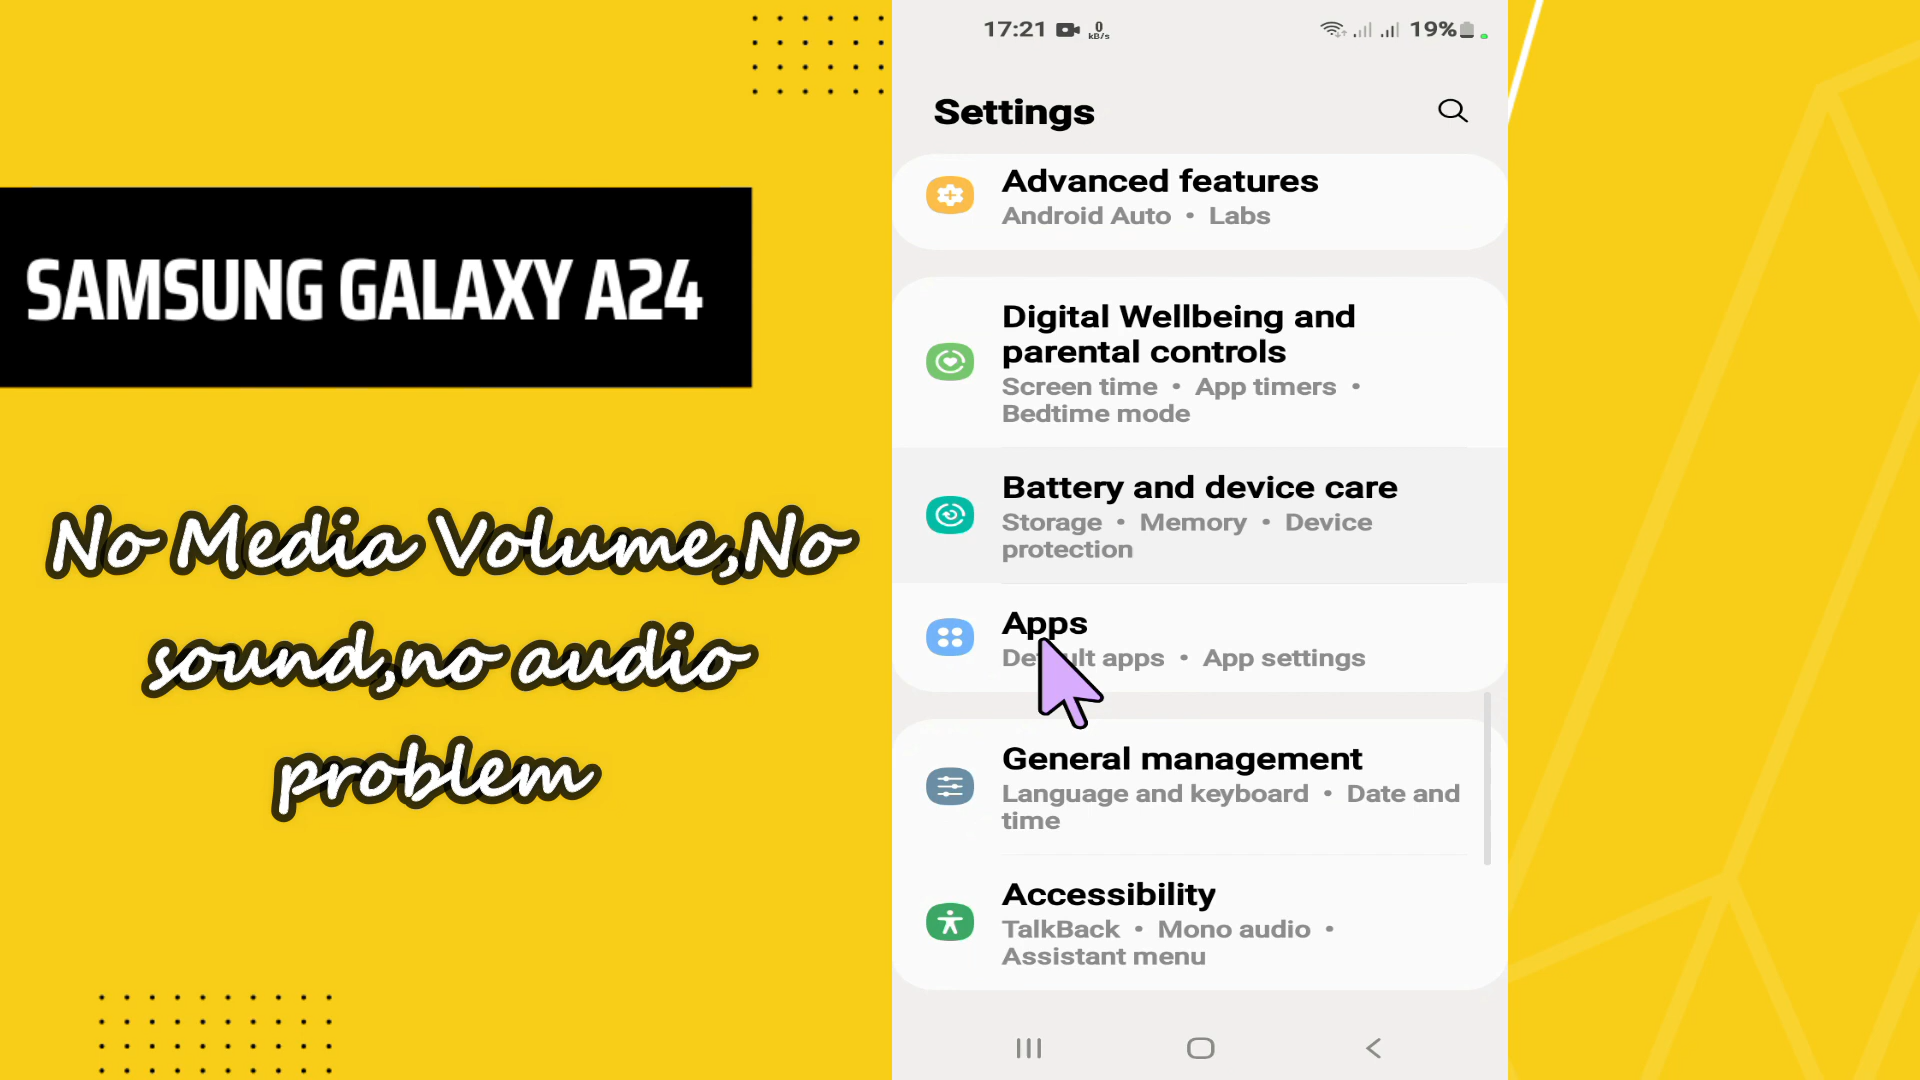 SAMSUNG GALAXY A24
No Media Volume,No
sound,no audio
problem
17:21 0 kB/s 19%
Settings
Advanced features
Android Auto • Labs
Digital Wellbeing and
parental controls
Screen time • App timers •
Bedtime mode
Battery and device care
Storage • Memory • Device
protection
Apps
apps • App settings
General management
Language and keyboard • Date and
time
Accessibility
TalkBack • Mono audio •
Assistant menu